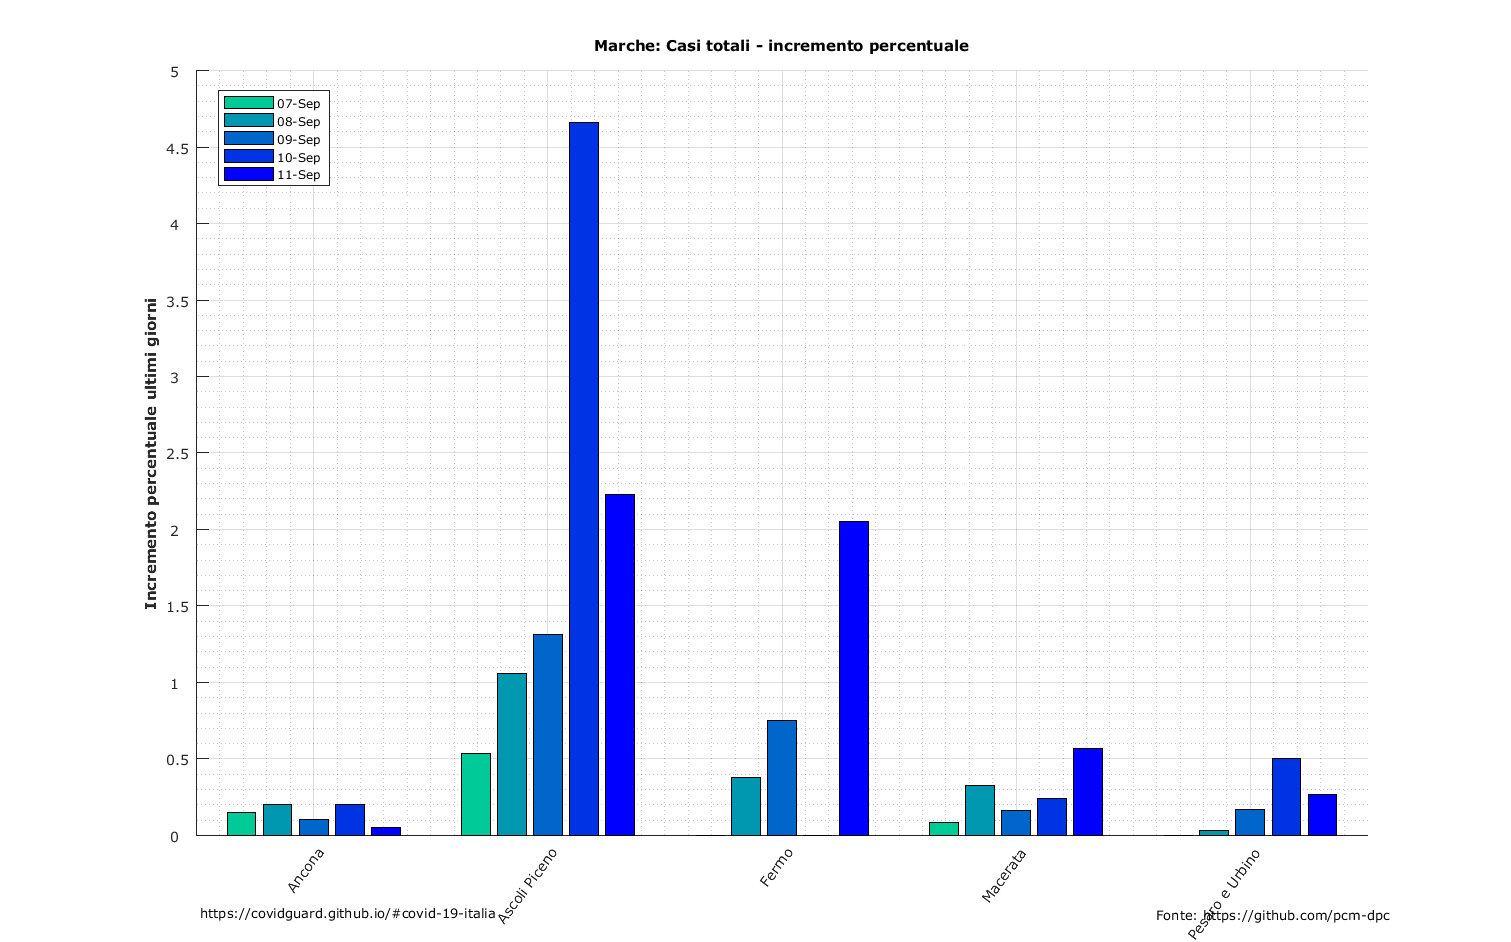 Marche: Casi totali - incremento percentuale
5
4.5
4
3.5
3
2.5
2
1.5
1
0.5
0
Incremento percentuale ultimi giorni
07-Sep
08-Sep
09-Sep
10-Sep
11-Sep
Ancona
Ascoli Piceno
Fermo
Macerata
Pesaro e Urbino
https://covidguard.github.io/#covid-19-italia
Fonte: https://github.com/pcm-dpc